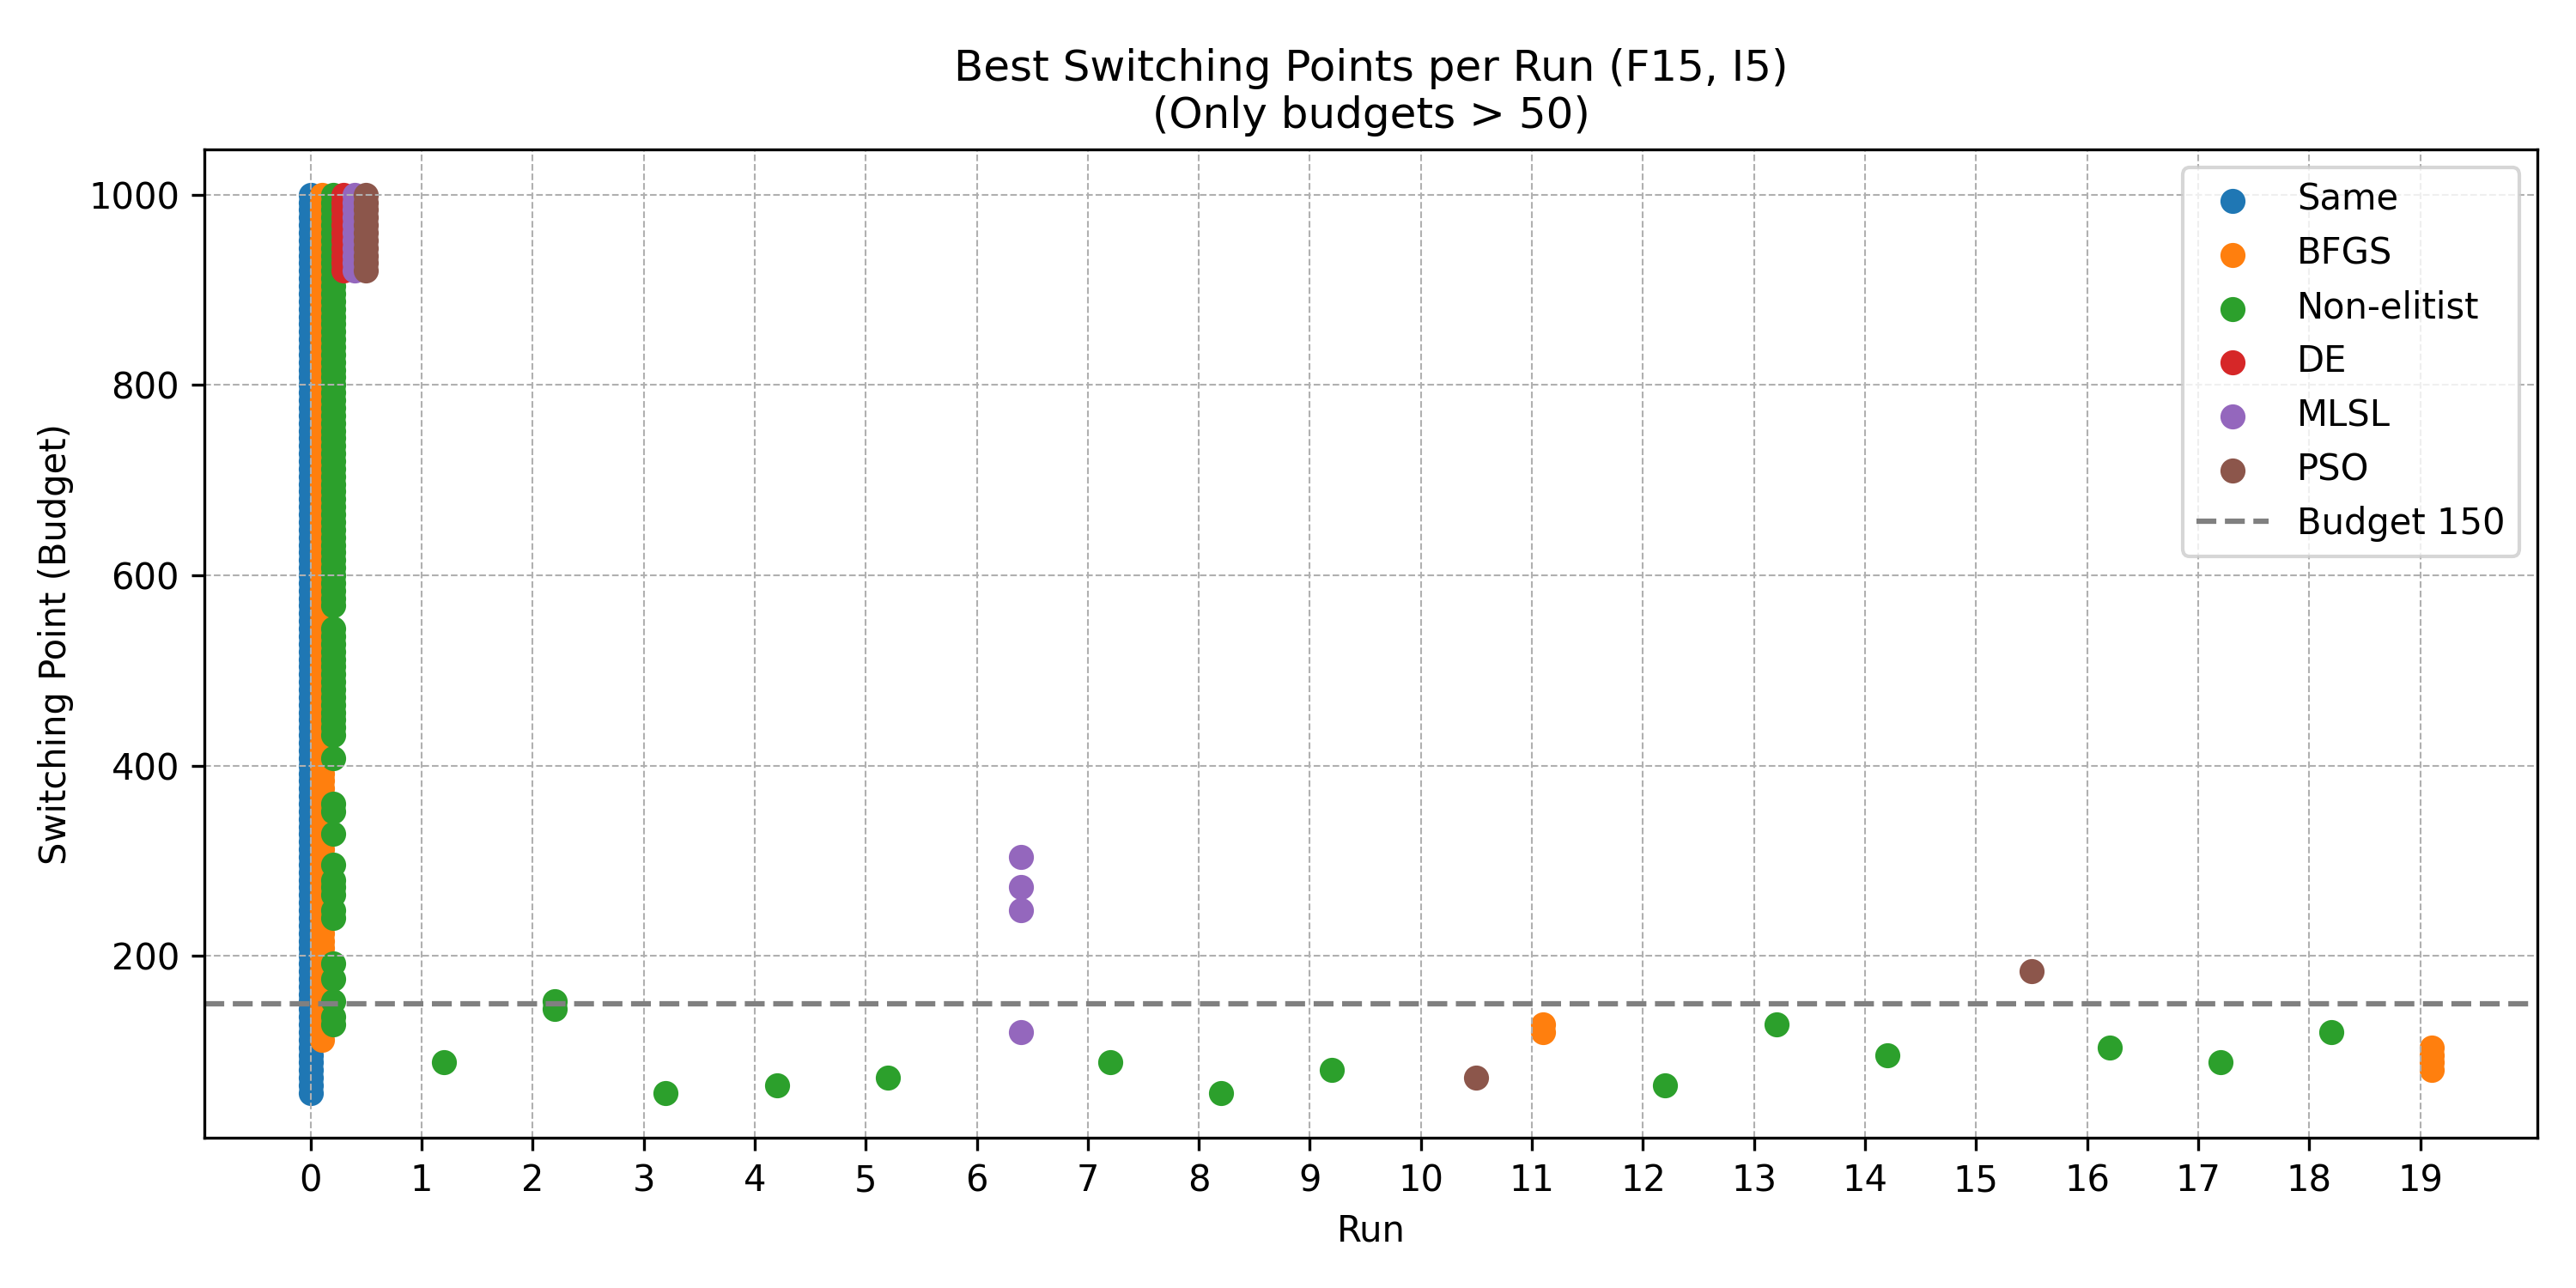 Best Switching Points per Run (F15, I5)
(Only budgets > 50)
Switching Point (Budget)
1000
800
600
400
200
Same
BFGS
Non-elitist
DE
MLSL
PSO
Budget 150
0 1 2 3 4 5 6 7 8 9 10 11 12 13 14 15 16 17 18 19
Run